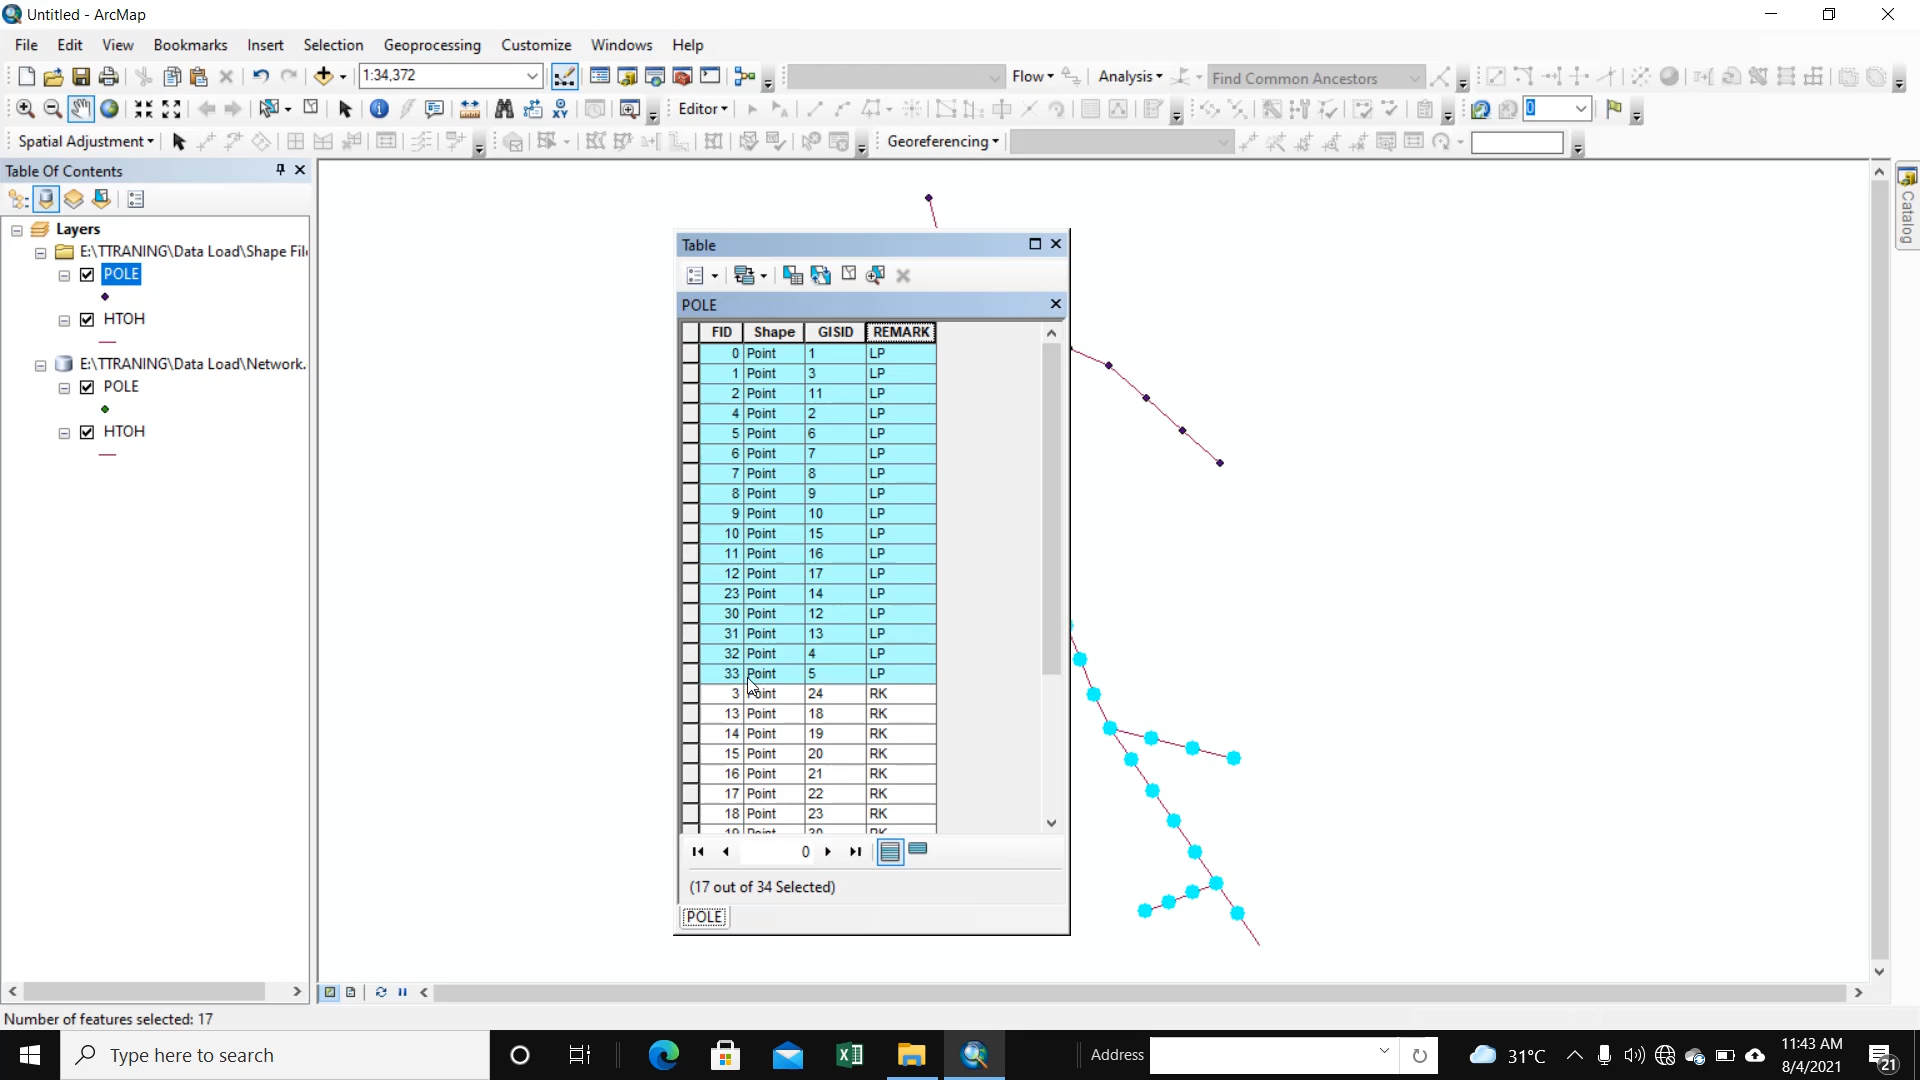 Untitled - ArcMap
File Edit View Bookmarks Insert Selection Geoprocessing Customize Windows Help
1:34,372 Flow Analysis Find Common Ancestors
Editor 0
Spatial Adjustment Georeferencing
Table Of Contents
Layers
E:\TTRANING\Data Load\Shape Fil
POLE
HTOH
E:\TTRANING\Data Load\Network.
POLE
HTOH
Catalog
Table
POLE
FID Shape GISID REMARK
0 Point 1 LP
1 Point 3 LP
2 Point 11 LP
4 Point 2 LP
5 Point 6 LP
6 Point 7 LP
7 Point 8 LP
8 Point 9 LP
9 Point 10 LP
10 Point 15 LP
11 Point 16 LP
12 Point 17 LP
23 Point 14 LP
30 Point 12 LP
31 Point 13 LP
32 Point 4 LP
33 Point 5 LP
3 Point 24 RK
13 Point 18 RK
14 Point 19 RK
15 Point 20 RK
16 Point 21 RK
17 Point 22 RK
18 Point 23 RK
19 Point 30 RK
0
(17 out of 34 Selected)
POLE
Number of features selected: 17
Type here to search
Address
31°C
11:43 AM
8/4/2021
21